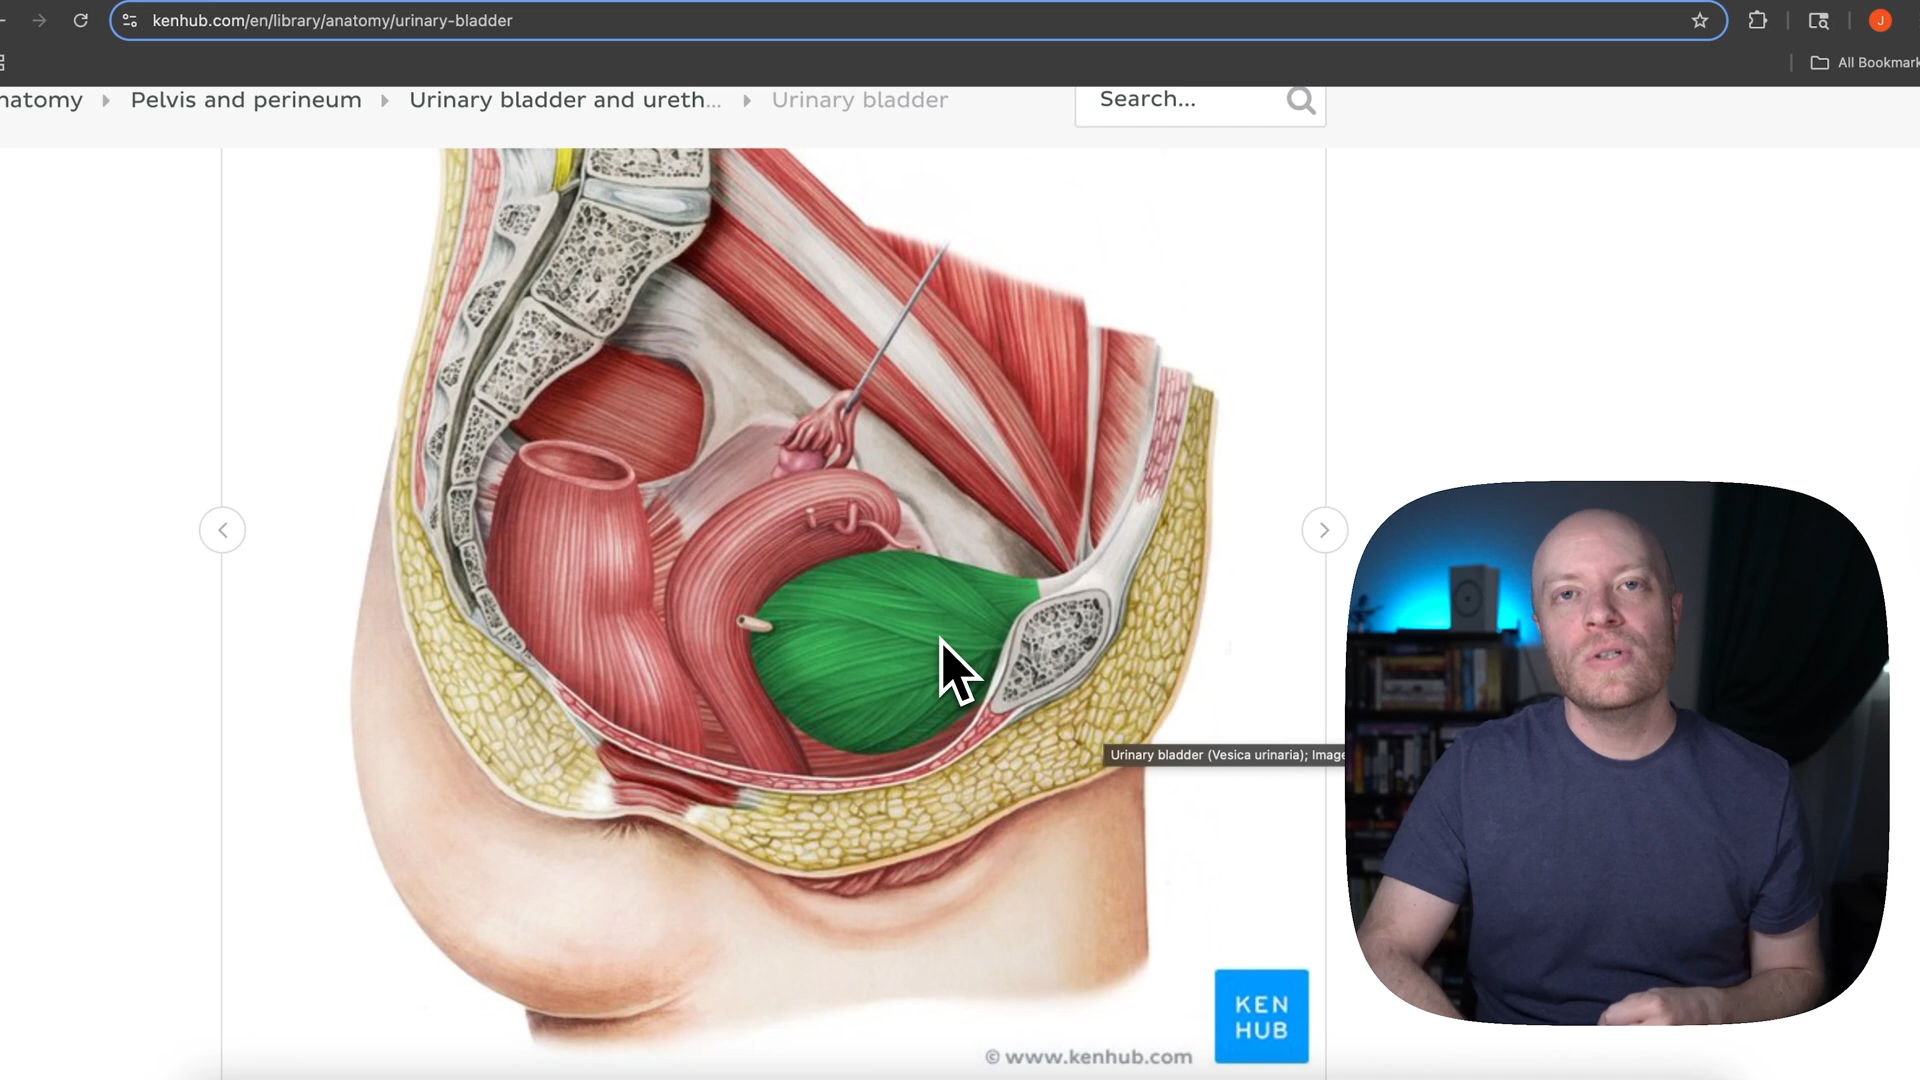 kenhub.com/en/library/anatomy/urinary-bladder
All Bookmark
natomy Pelvis and perineum Urinary bladder and ureth... Urinary bladder
Search...
J
Urinary bladder (Vesica urinaria); Image
KEN
HUB
© www.kenhub.com